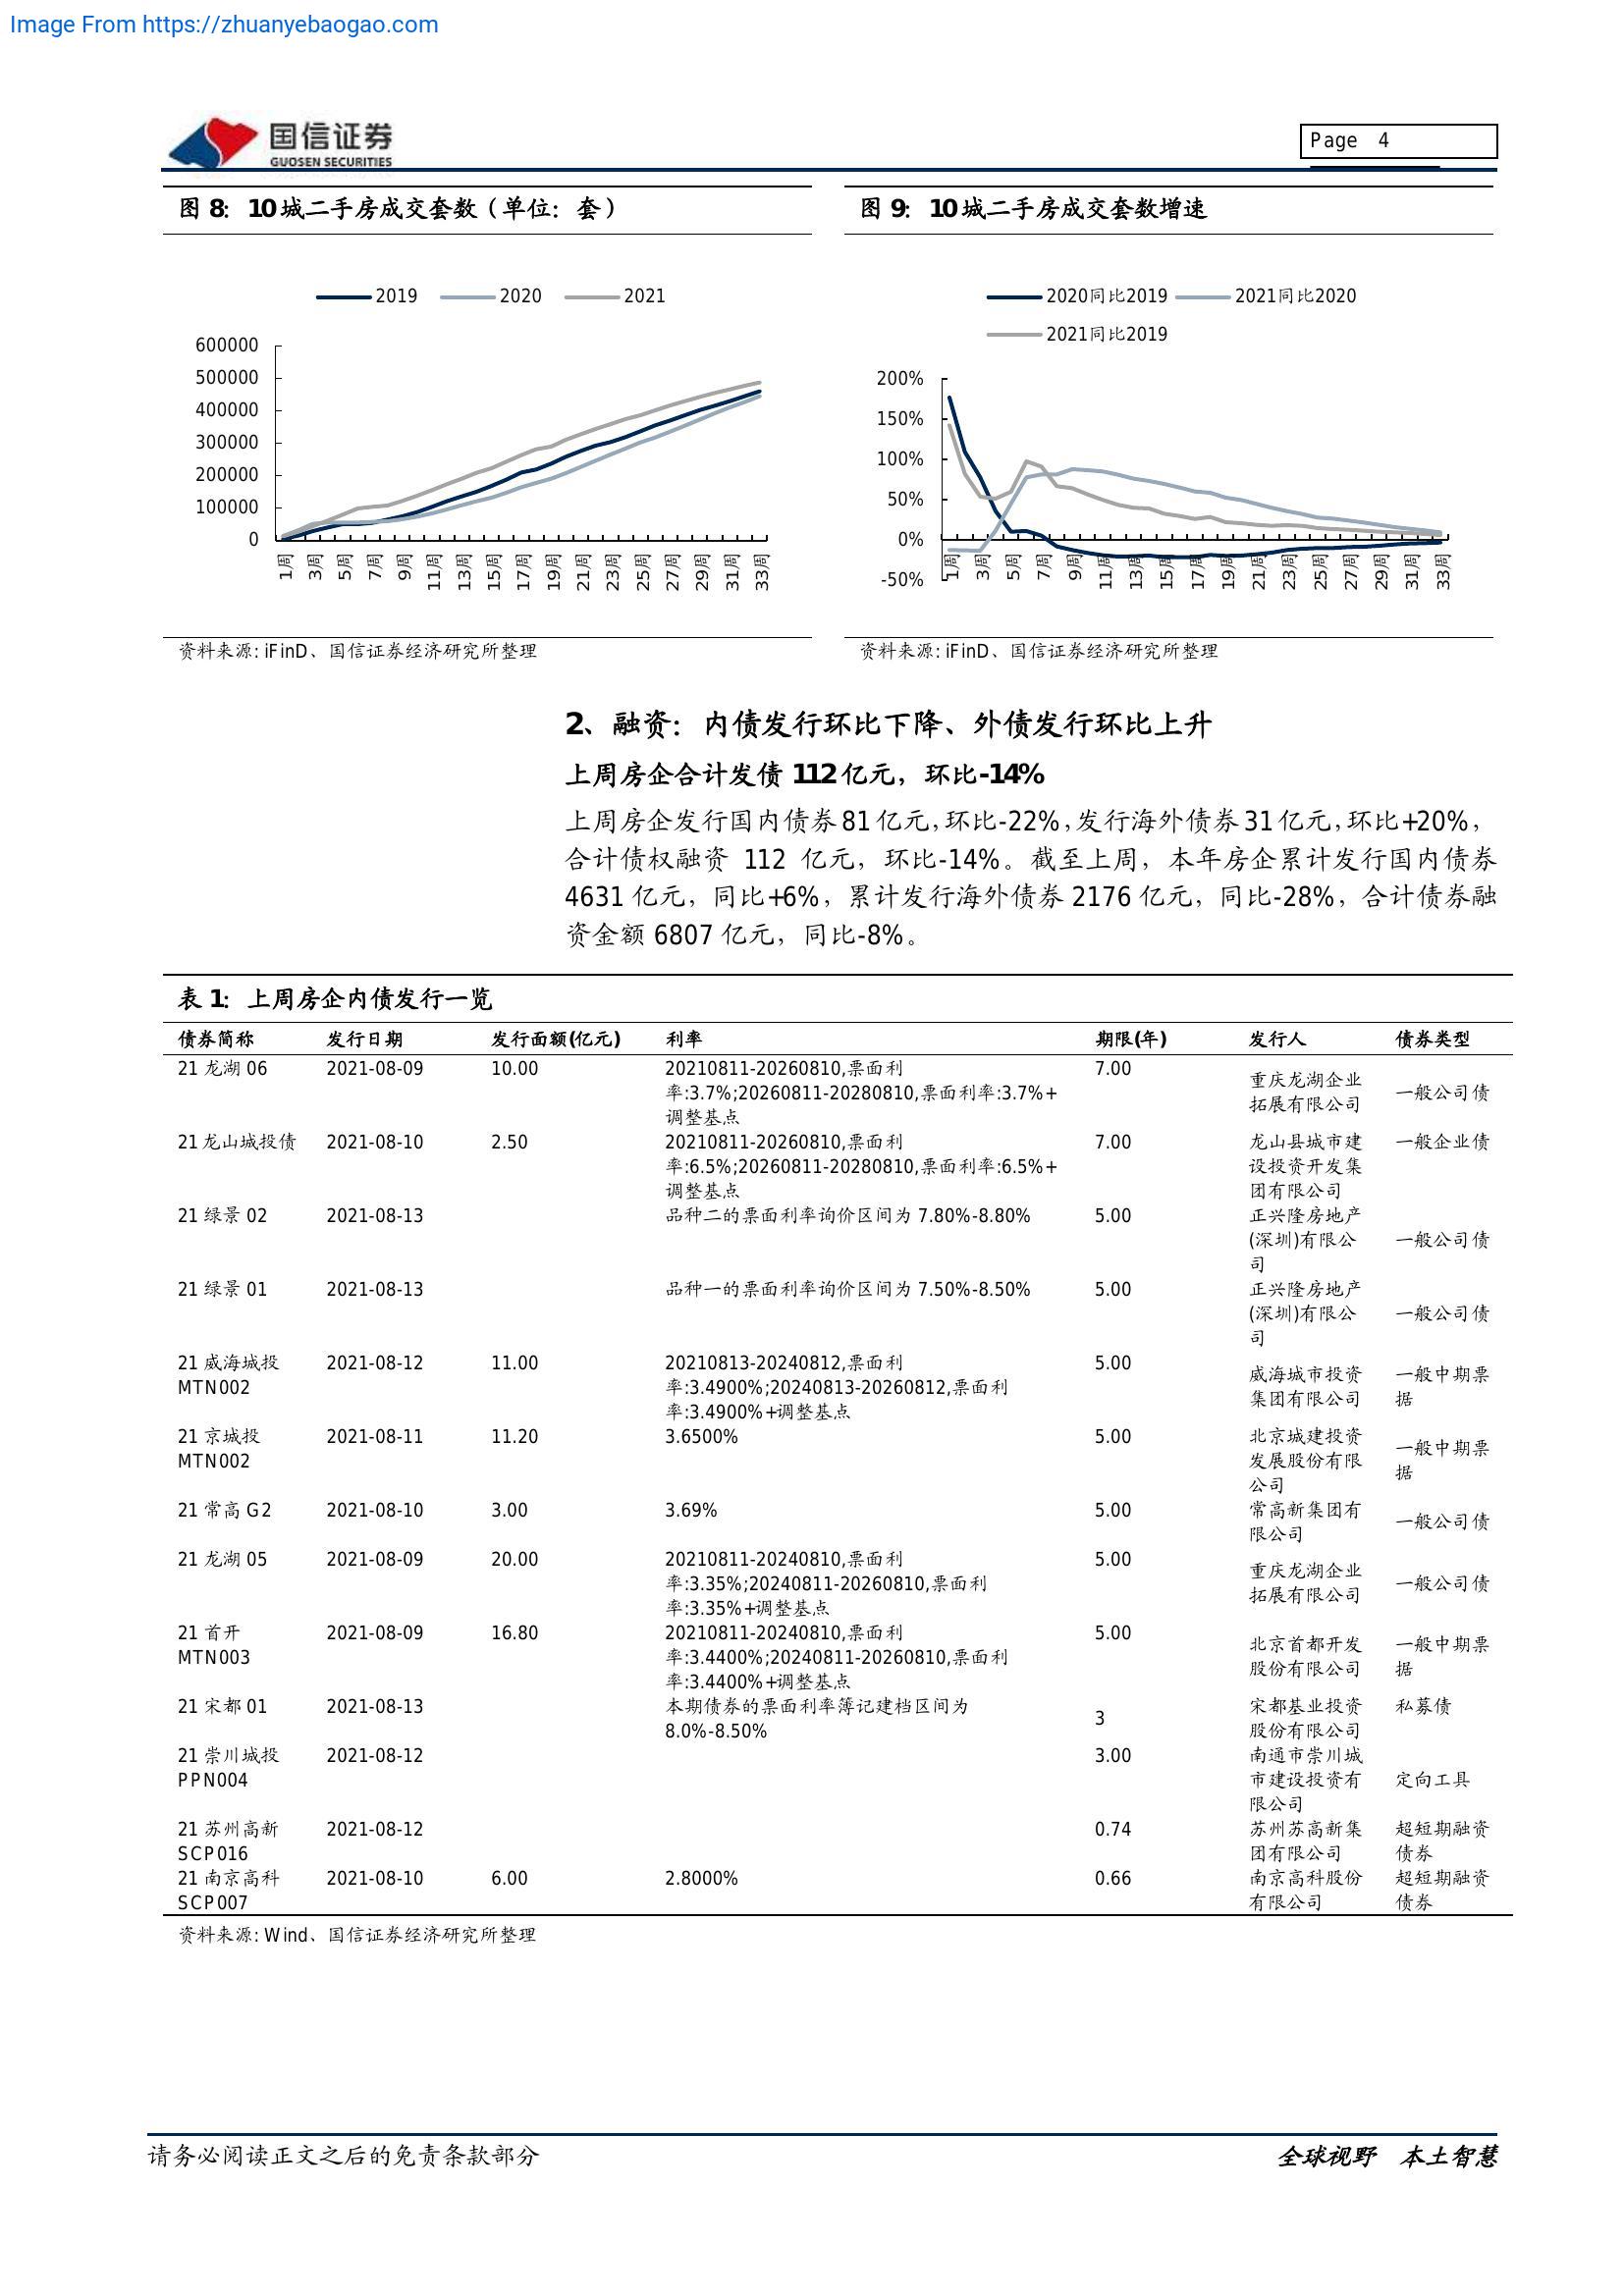 Image From https://zhuanyebaogao.com
国信证券
GUOSEN SECURITIES
Page 4
图 8: 10 城二手房成交套数（单位: 套）
2019 2020 2021
600000
500000
400000
300000
200000
100000
0
1周 3周 5周 7周 9周 11周 13周 15周 17周 19周 21周 23周 25周 27周 29周 31周 33周
资料来源: iFinD、国信证券经济研究所整理
图 9: 10 城二手房成交套数增速
2020同比2019 2021同比2020
2021同比2019
200%
150%
100%
50%
0%
-50%
1周 3周 5周 7周 9周 11周 13周 15周 17周 19周 21周 23周 25周 27周 29周 31周 33周
资料来源: iFinD、国信证券经济研究所整理
2、融资: 内债发行环比下降、外债发行环比上升
上周房企合计发债 112 亿元，环比-14%
上周房企发行国内债券 81 亿元，环比-22%，发行海外债券 31 亿元，环比+20%，
合计债权融资 112 亿元，环比-14%。截至上周，本年房企累计发行国内债券
4631 亿元，同比+6%，累计发行海外债券 2176 亿元，同比-28%，合计债券融
资金额 6807 亿元，同比-8%。
表 1: 上周房企内债发行一览
债券简称 发行日期 发行面额(亿元) 利率 期限(年) 发行人 债券类型
21 龙湖 06 2021-08-09 10.00 20210811-20260810,票面利 7.00
率:3.7%;20260811-20280810,票面利率:3.7%+ 重庆龙湖企业 一般公司债
调整基点 拓展有限公司
21 龙山城投债 2021-08-10 2.50 20210811-20260810,票面利 7.00 龙山县城市建 一般企业债
率:6.5%;20260811-20280810,票面利率:6.5%+ 设投资开发集
调整基点 团有限公司
21 绿景 02 2021-08-13 品种二的票面利率询价区间为 7.80%-8.80% 5.00 正兴隆房地产
(深圳)有限公 一般公司债
司
21 绿景 01 2021-08-13 品种一的票面利率询价区间为 7.50%-8.50% 5.00 正兴隆房地产
(深圳)有限公 一般公司债
司
21 威海城投 2021-08-12 11.00 20210813-20240812,票面利 5.00 威海城市投资 一般中期票
MTN002 率:3.4900%;20240813-20260812,票面利 集团有限公司 据
率:3.4900%+调整基点
21 京城投 2021-08-11 11.20 3.6500% 5.00 北京城建投资 一般中期票
MTN002 发展股份有限 据
公司
21 常高 G2 2021-08-10 3.00 3.69% 5.00 常高新集团有 一般公司债
限公司
21 龙湖 05 2021-08-09 20.00 20210811-20240810,票面利 5.00 重庆龙湖企业
率:3.35%;20240811-20260810,票面利 拓展有限公司 一般公司债
率:3.35%+调整基点
21 首开 2021-08-09 16.80 20210811-20240810,票面利 5.00 北京首都开发 一般中期票
MTN003 率:3.4400%;20240811-20260810,票面利 股份有限公司 据
率:3.4400%+调整基点
21 宋都 01 2021-08-13 本期债券的票面利率簿记建档区间为 3 宋都基业投资 私募债
8.0%-8.50% 股份有限公司
21 崇川城投 2021-08-12 3.00 南通市崇川城
PPN004 市建设投资有 定向工具
限公司
21 苏州高新 2021-08-12 0.74 苏州苏高新集 超短期融资
SCP016 团有限公司 债券
21 南京高科 2021-08-10 6.00 2.8000% 0.66 南京高科股份 超短期融资
SCP007 有限公司 债券
资料来源: Wind、国信证券经济研究所整理
请务必阅读正文之后的免责条款部分 全球视野 本土智慧